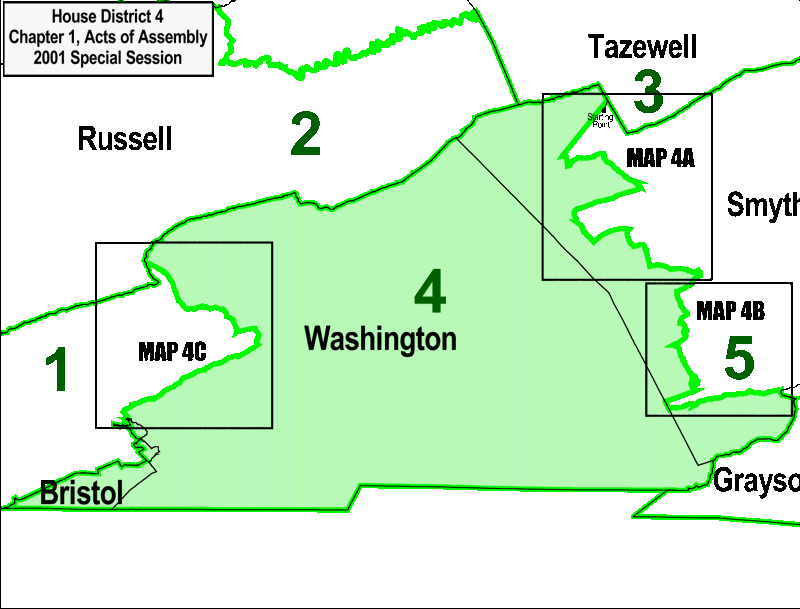 House District 4
Chapter 1, Acts of Assembly
2001 Special Session
Tazewell
3
Starting
Point
2
Russell
MAP 4A
Smyth
4
MAP 4B
Washington
5
MAP 4C
1
Grayso
Bristol